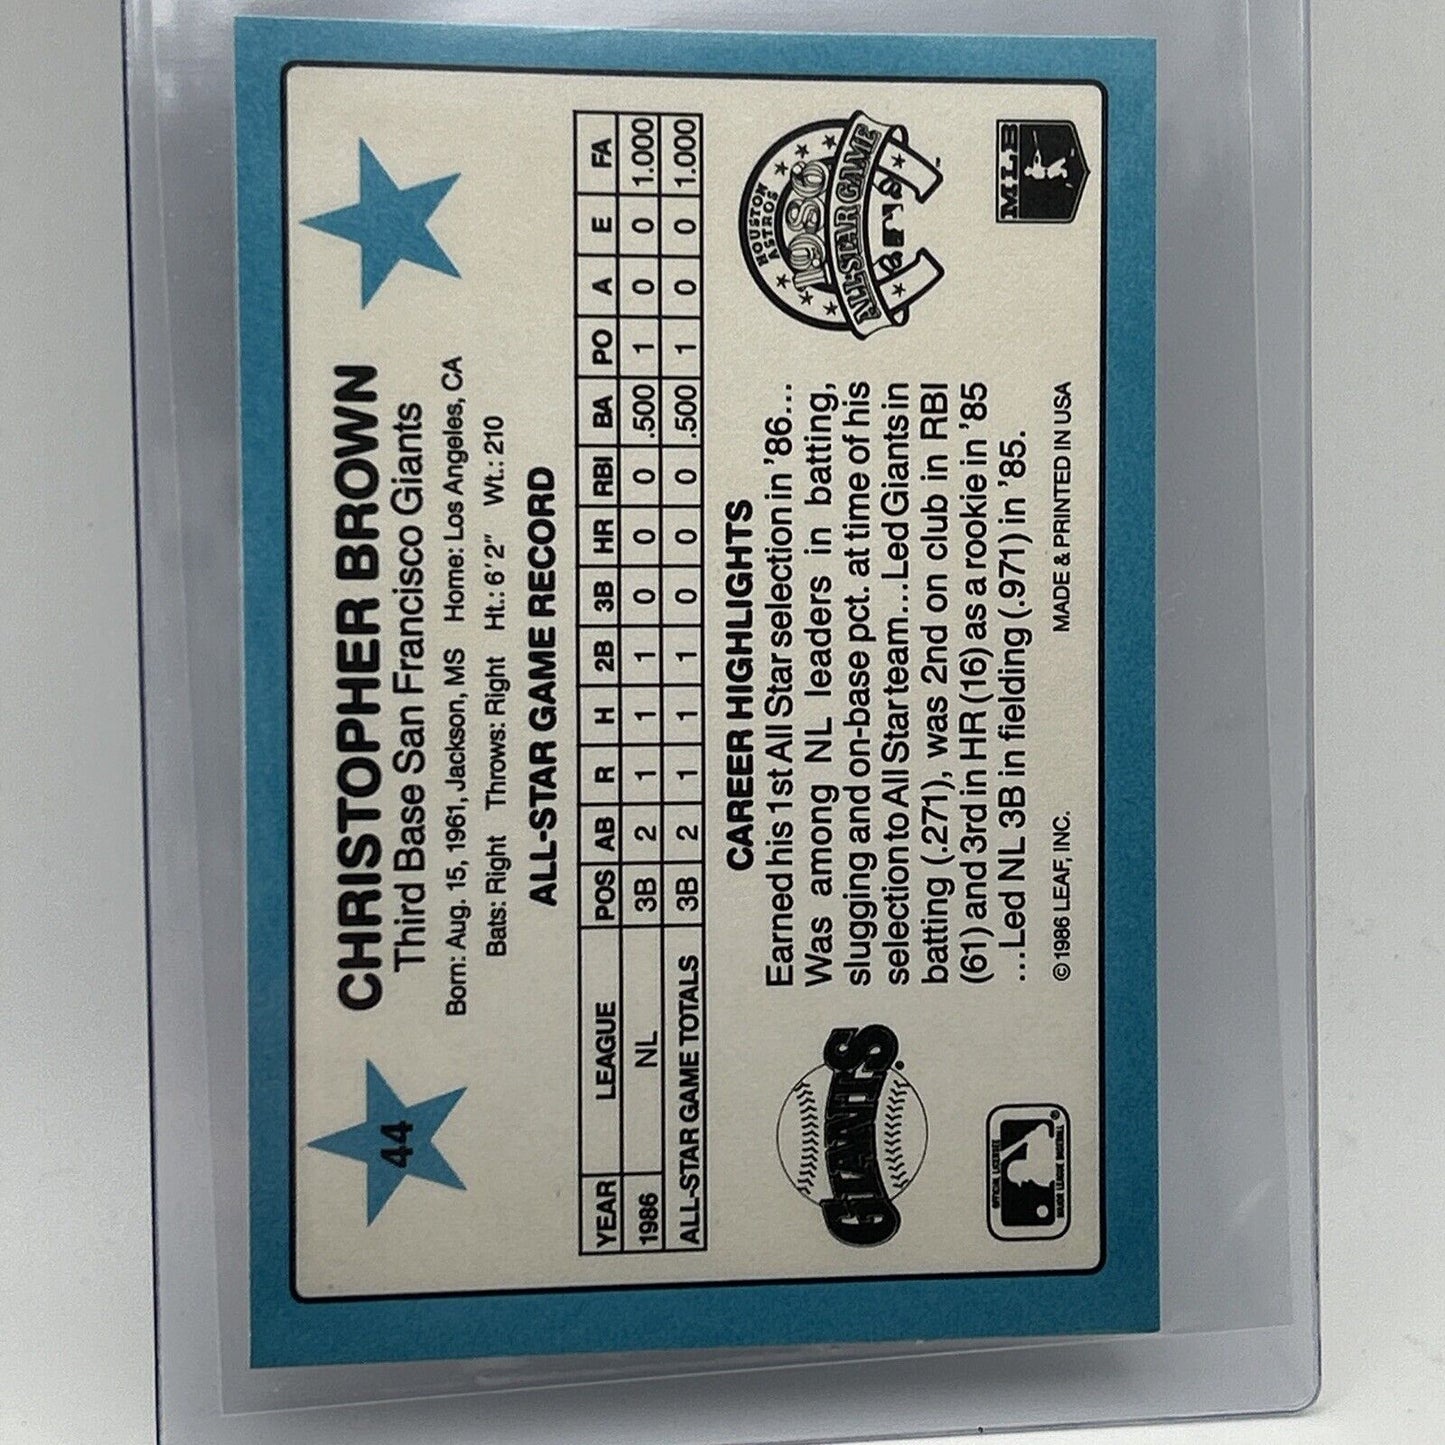 44
CHRISTOPHER BROWN
Third Base San Francisco Giants
Born: Aug. 15, 1961, Jackson, MS Home: Los Angeles, CA
Bats: Right Throws: Right Ht.: 6'2" Wt.: 210
ALL-STAR GAME RECORD
YEAR LEAGUE POS AB R H 2B 3B HR RBI BA PO A E FA
1986 NL 3B 2 1 1 1 0 0 0 .500 1 0 0 1.000
ALL-STAR GAME TOTALS 3B 2 1 1 1 0 0 0 .500 1 0 0 1.000
CAREER HIGHLIGHTS
Earned his 1st All Star selection in '86...
Was among NL leaders in batting,
slugging and on-base pct. at time of his
selection to All Star team...Led Giants in
batting (.271), was 2nd on club in RBI
(61) and 3rd in HR (16) as a rookie in '85
...Led NL 3B in fielding (.971) in '85.
GIANTS®
HOUSTON
ASTROS
1986
ALL-STAR GAME
™
OFFICIAL LICENSEE
MAJOR LEAGUE BASEBALL®
©1986 LEAF, INC. MADE & PRINTED IN USA
MLB